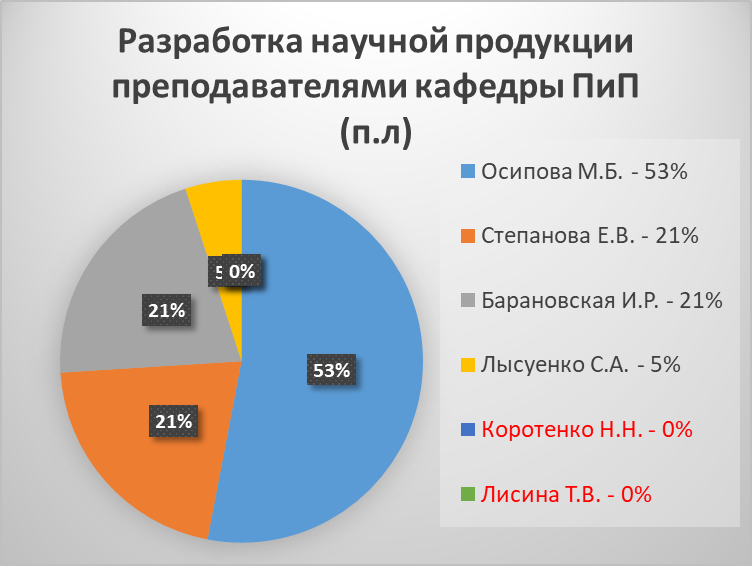 Разработка научной продукции
преподавателями кафедры ПиП
(п.л)
Осипова М.Б. - 53%
Степанова Е.В. - 21%
Барановская И.Р. - 21%
Лысуенко С.А. - 5%
Коротенко Н.Н. - 0%
Лисина Т.В. - 0%
5
0%
21%
53%
21%